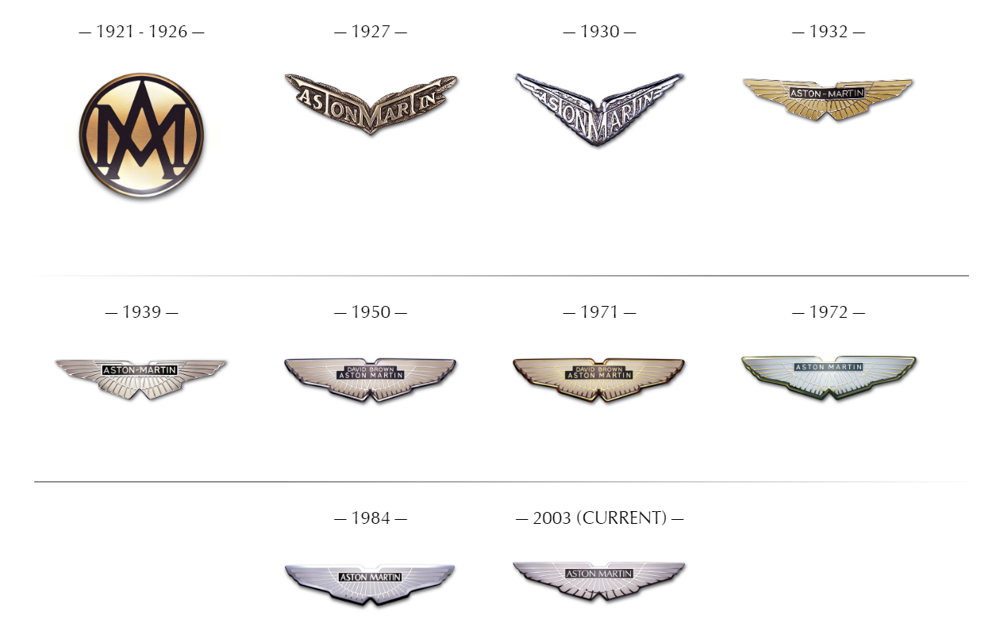 — 1921 - 1926 —
— 1927 —
— 1930 —
— 1932 —
AM
ASTON MARTIN
ASTON MARTIN
ASTON-MARTIN
— 1939 —
— 1950 —
— 1971 —
— 1972 —
ASTON-MARTIN
DAVID BROWN
ASTON MARTIN
DAVID BROWN
ASTON MARTIN
ASTON MARTIN
— 1984 —
— 2003 (CURRENT) —
ASTON MARTIN
ASTON MARTIN